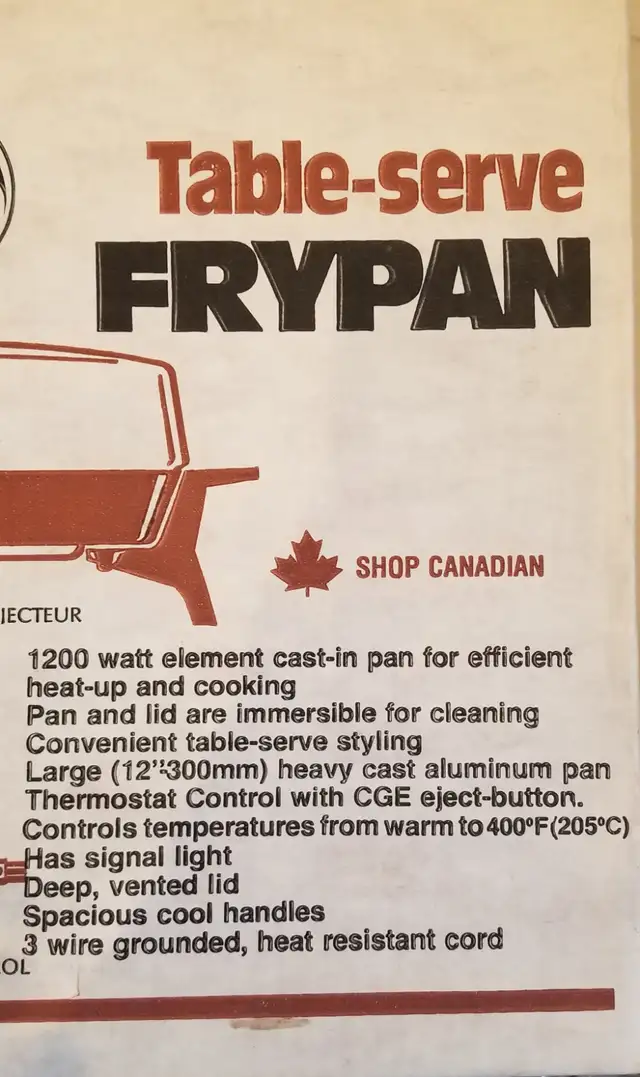 Table-serve
FRYPAN
SHOP CANADIAN
JECTEUR
1200 watt element cast-in pan for efficient
heat-up and cooking
Pan and lid are immersible for cleaning
Convenient table-serve styling
Large (12"-300mm) heavy cast aluminum pan
Thermostat Control with CGE eject-button.
Controls temperatures from warm to 400ºF(205ºC)
Has signal light
Deep, vented lid
Spacious cool handles
3 wire grounded, heat resistant cord
OL